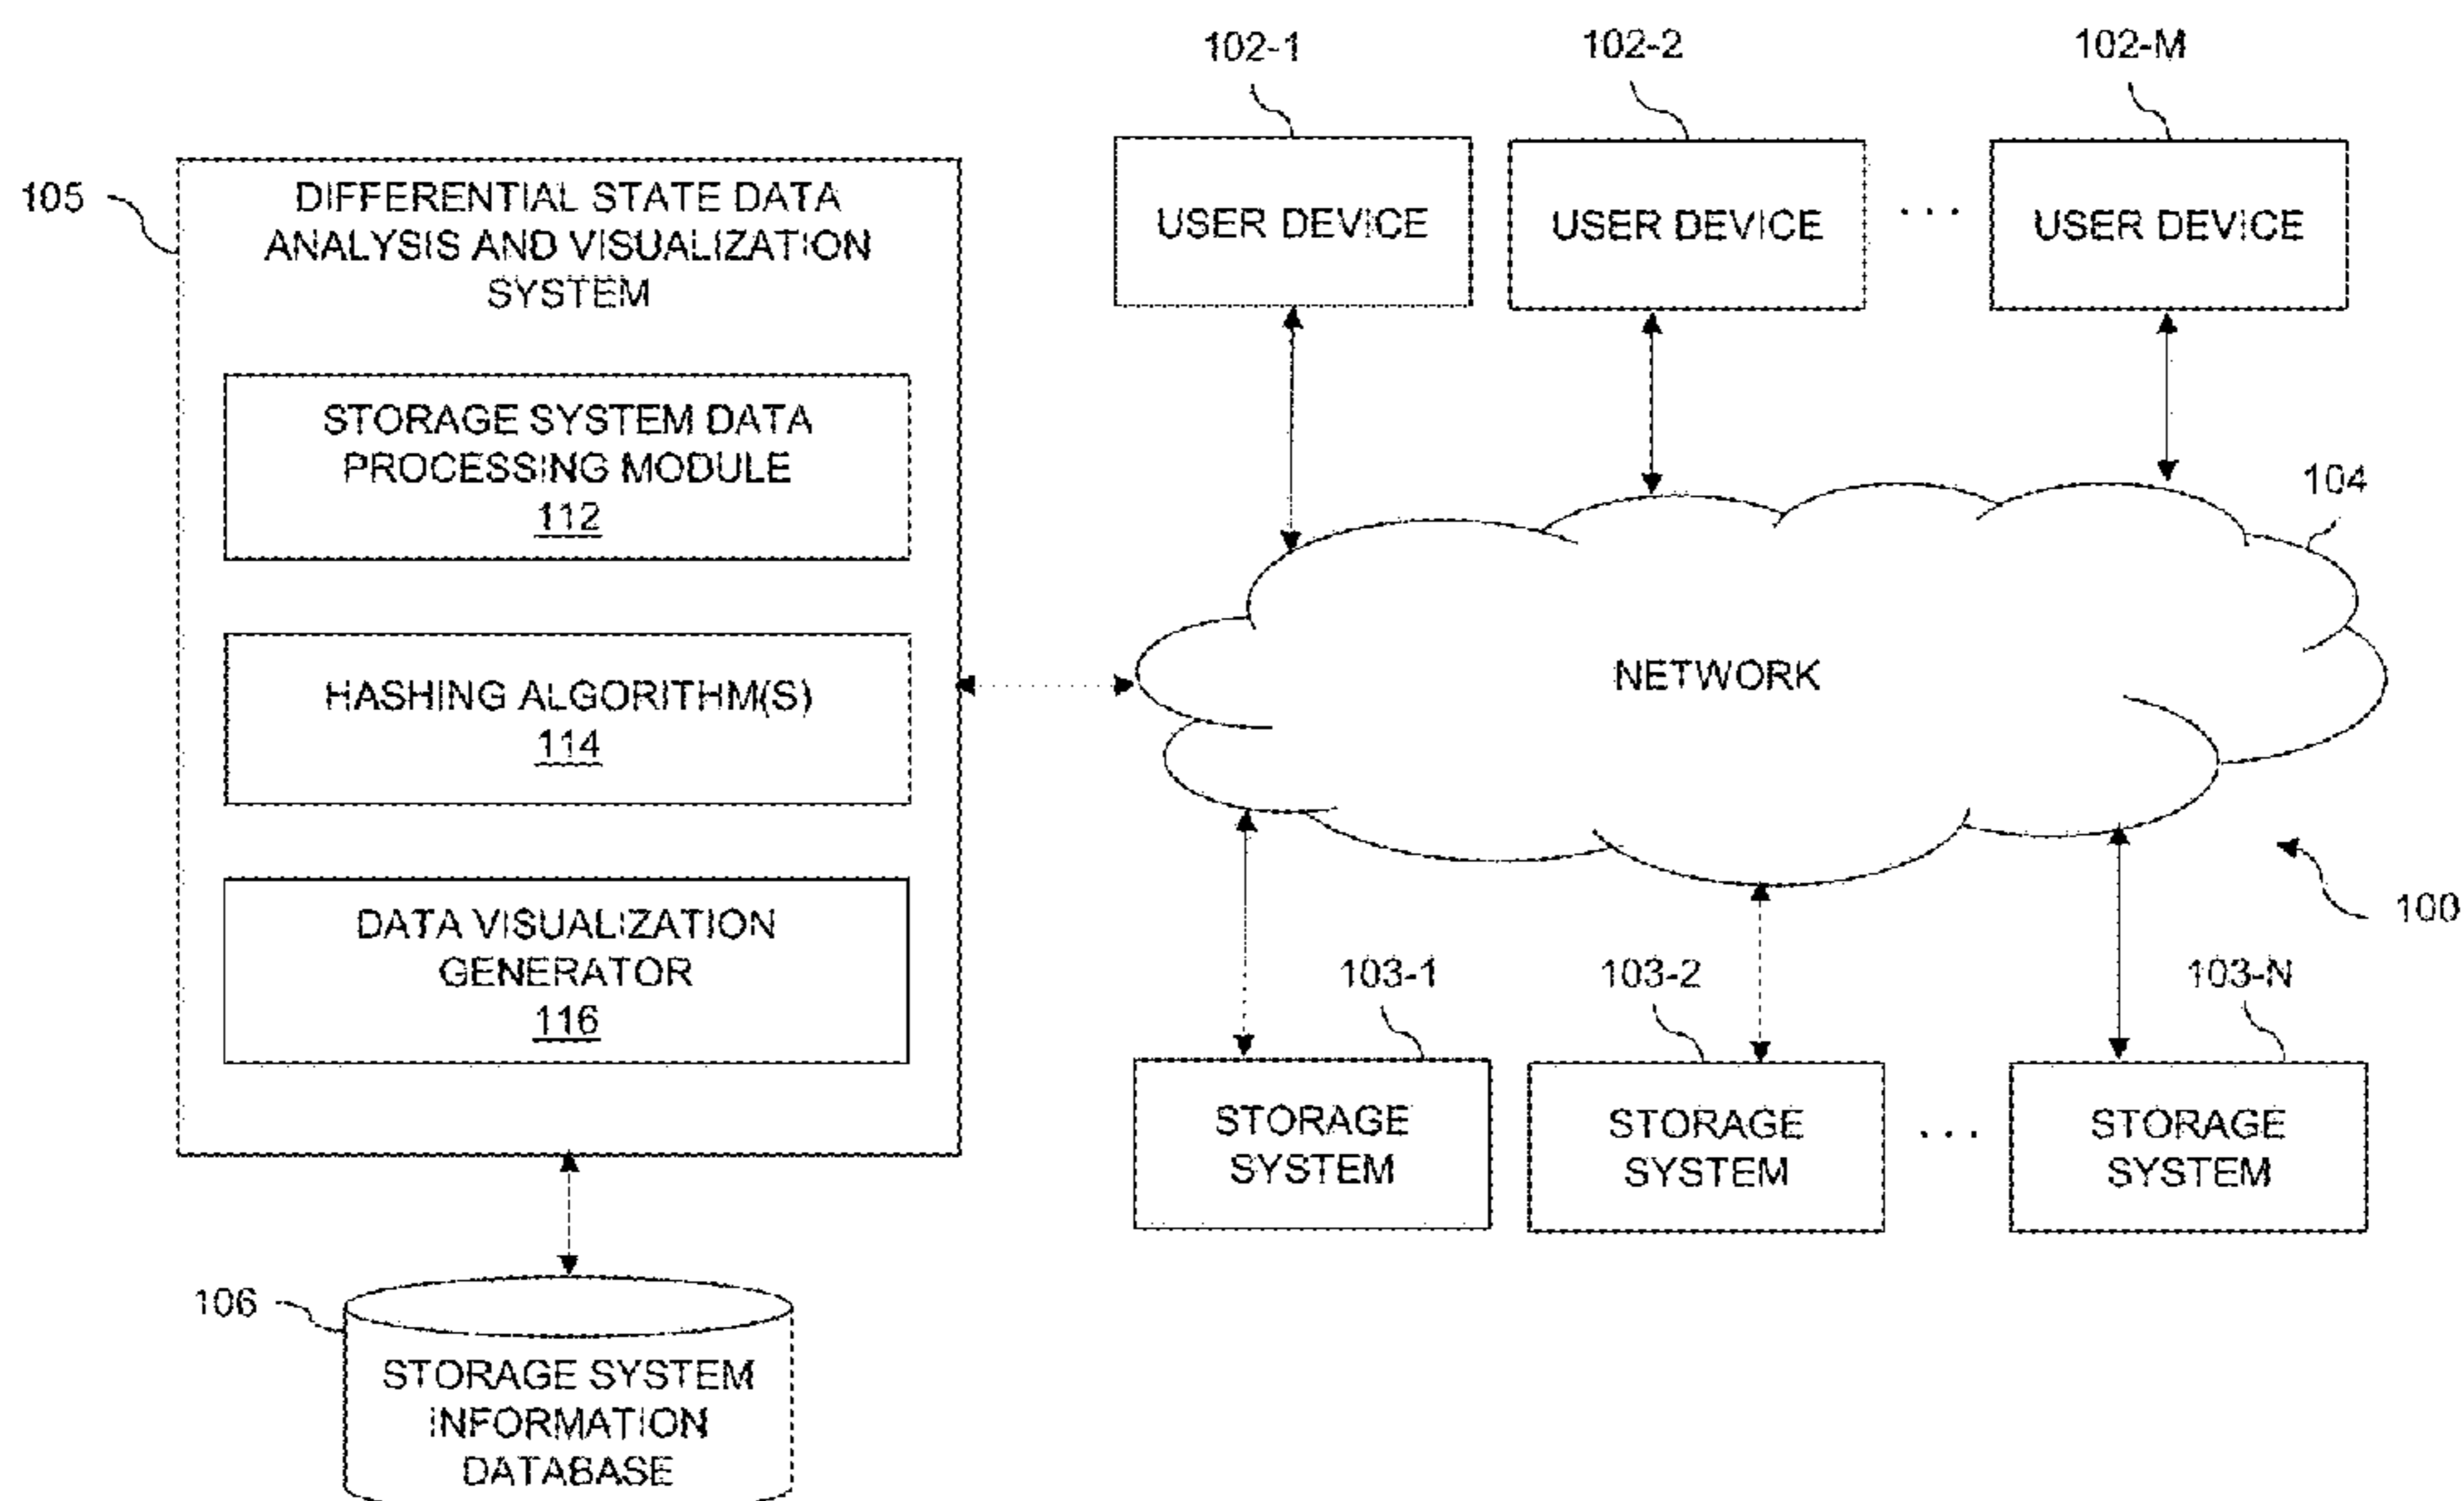 102-1
102-2
102-M
105
DIFFERENTIAL STATE DATA
ANALYSIS AND VISUALIZATION
SYSTEM
USER DEVICE
USER DEVICE
. . .
USER DEVICE
STORAGE SYSTEM DATA
PROCESSING MODULE
112
104
HASHING ALGORITHM(S)
114
NETWORK
DATA VISUALIZATION
GENERATOR
116
100
103-1
103-2
103-N
STORAGE
SYSTEM
STORAGE
SYSTEM
. . .
STORAGE
SYSTEM
106
STORAGE SYSTEM
INFORMATION
DATABASE